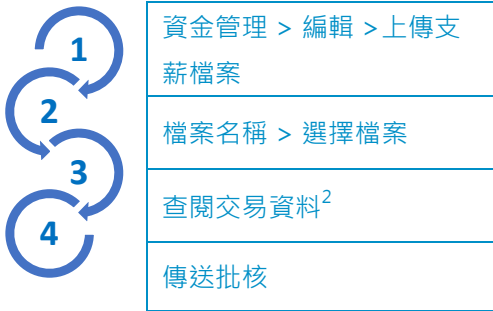 1
資金管理 > 編輯 >上傳支
薪檔案
2
檔案名稱 > 選擇檔案
3
查閱交易資料2
4
傳送批核